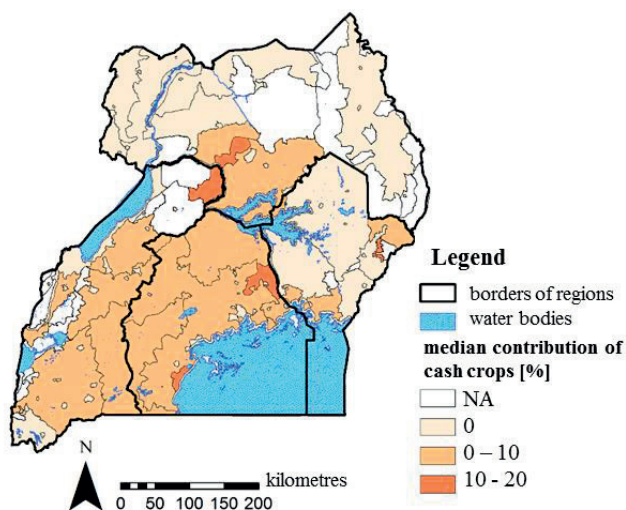 Legend
borders of regions
water bodies
median contribution of
cash crops [%]
NA
0
0 – 10
10 - 20
N
kilometres
0 50 100 150 200